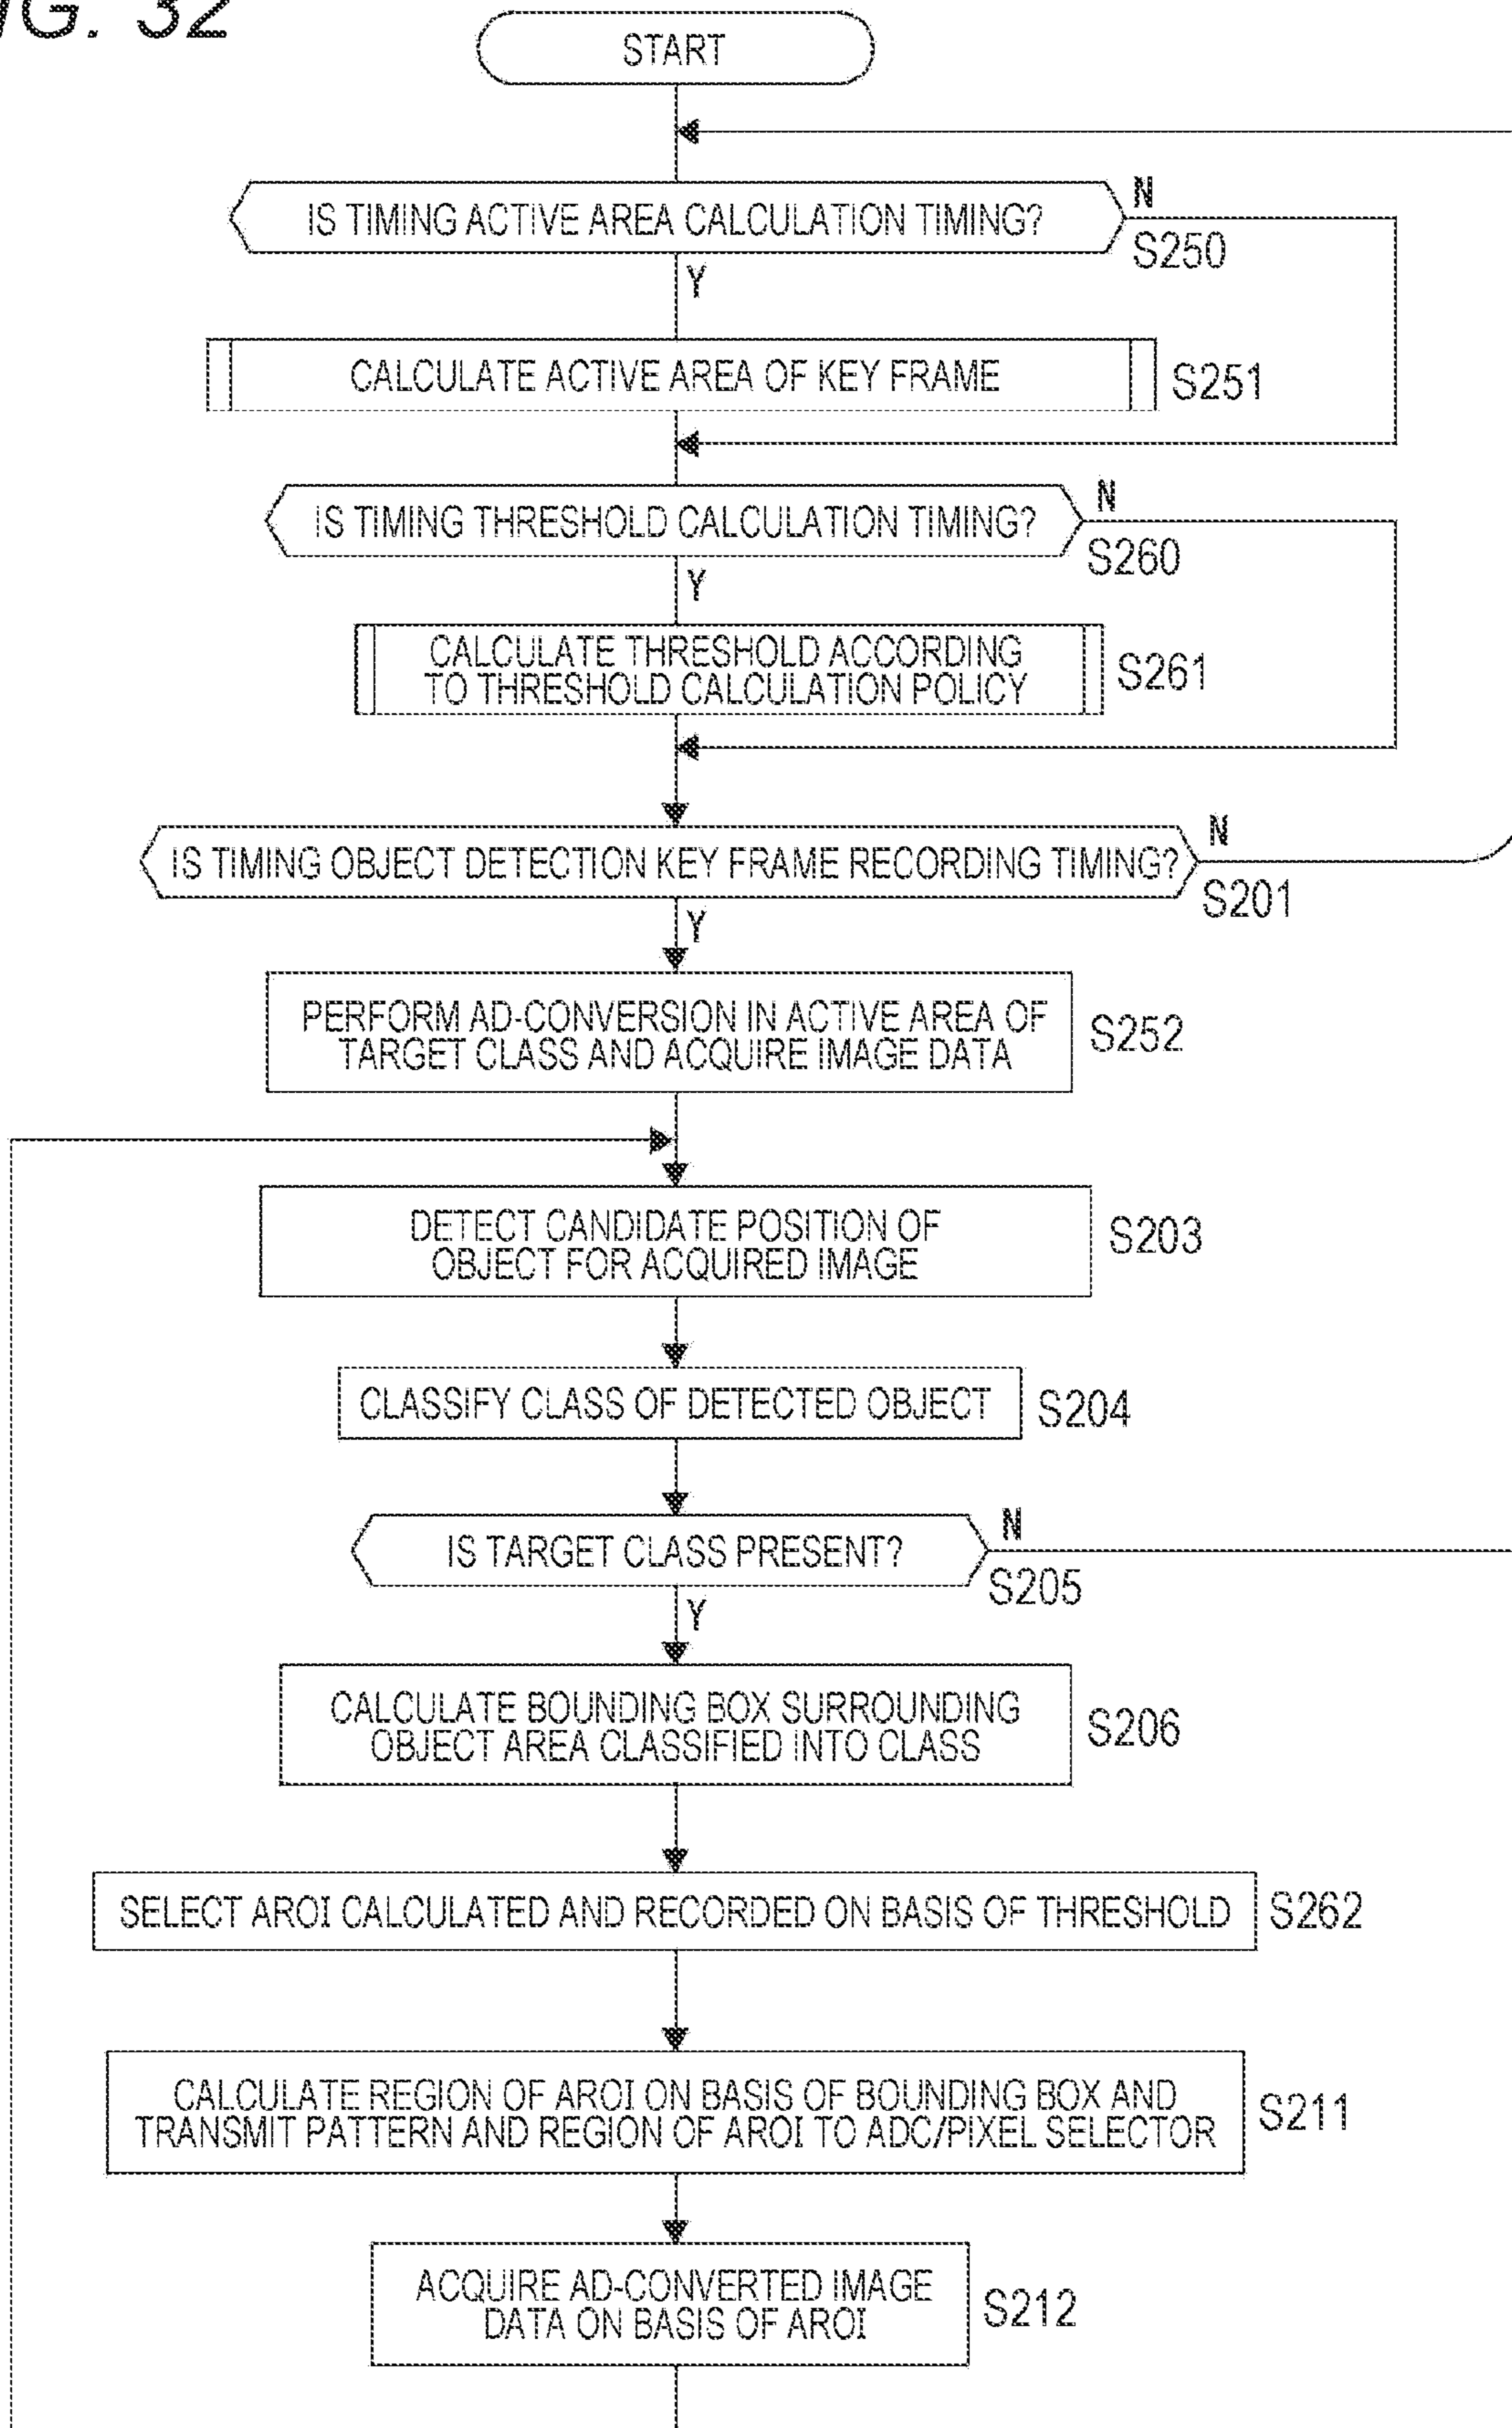 FIG. 32
START
IS TIMING ACTIVE AREA CALCULATION TIMING?
N
S250
Y
CALCULATE ACTIVE AREA OF KEY FRAME
S251
IS TIMING THRESHOLD CALCULATION TIMING?
N
S260
Y
CALCULATE THRESHOLD ACCORDING
TO THRESHOLD CALCULATION POLICY
S261
IS TIMING OBJECT DETECTION KEY FRAME RECORDING TIMING?
N
S201
Y
PERFORM AD-CONVERSION IN ACTIVE AREA OF
TARGET CLASS AND ACQUIRE IMAGE DATA
S252
DETECT CANDIDATE POSITION OF
OBJECT FOR ACQUIRED IMAGE
S203
CLASSIFY CLASS OF DETECTED OBJECT
S204
IS TARGET CLASS PRESENT?
N
S205
Y
CALCULATE BOUNDING BOX SURROUNDING
OBJECT AREA CLASSIFIED INTO CLASS
S206
SELECT AROI CALCULATED AND RECORDED ON BASIS OF THRESHOLD
S262
CALCULATE REGION OF AROI ON BASIS OF BOUNDING BOX AND
TRANSMIT PATTERN AND REGION OF AROI TO ADC/PIXEL SELECTOR
S211
ACQUIRE AD-CONVERTED IMAGE
DATA ON BASIS OF AROI
S212